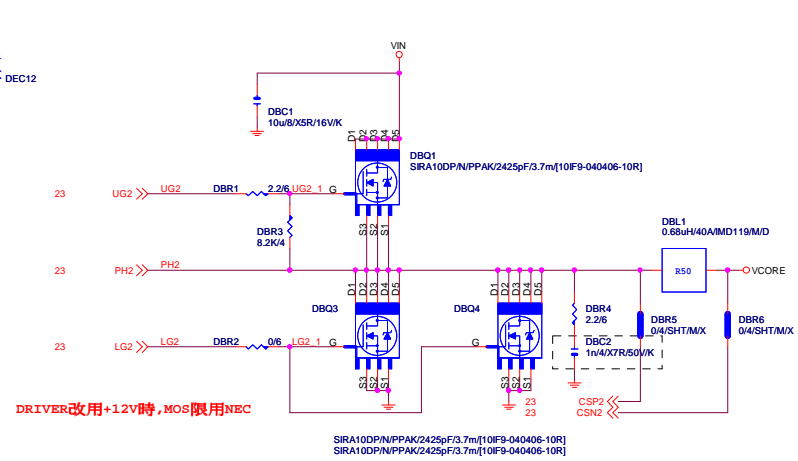 VIN
DEC12
DBC1
10u/8/X5R/16V/K
D1
D2
D3
D4
D5
DBQ1
SIRA10DP/N/PPAK/2425pF/3.7m/[10IF9-040406-10R]
23
UG2
UG2
DBR1
2.2/6
UG2_1
G
S3
S2
S1
DBR3
8.2K/4
DBL1
0.68uH/40A/IMD119/M/D
23
PH2
PH2
R50
VCORE
D1
D2
D3
D4
D5
D1
D2
D3
D4
D5
DBQ3
DBQ4
DBR4
2.2/6
DBR5
0/4/SHT/M/X
DBR6
0/4/SHT/M/X
23
LG2
LG2
DBR2
0/6
LG2_1
G
G
DBC2
1n/4/X7R/50V/K
S3
S2
S1
S3
S2
S1
DRIVER改用+12V時,MOS限用NEC
23
CSP2
23
CSN2
SIRA10DP/N/PPAK/2425pF/3.7m/[10IF9-040406-10R]
SIRA10DP/N/PPAK/2425pF/3.7m/[10IF9-040406-10R]